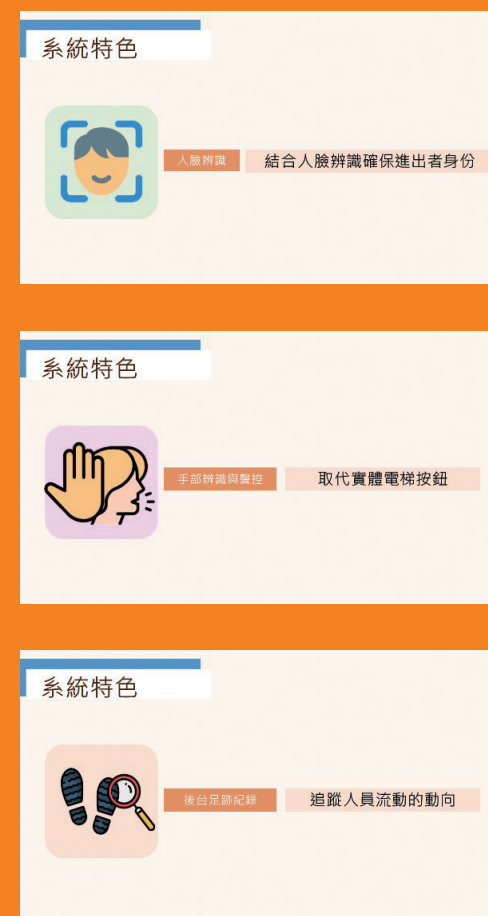 系統特色
人臉辨識
結合人臉辨識確保進出者身份
系統特色
手部辨識與聲控
取代實體電梯按鈕
系統特色
後台足跡紀錄
追蹤人員流動的動向